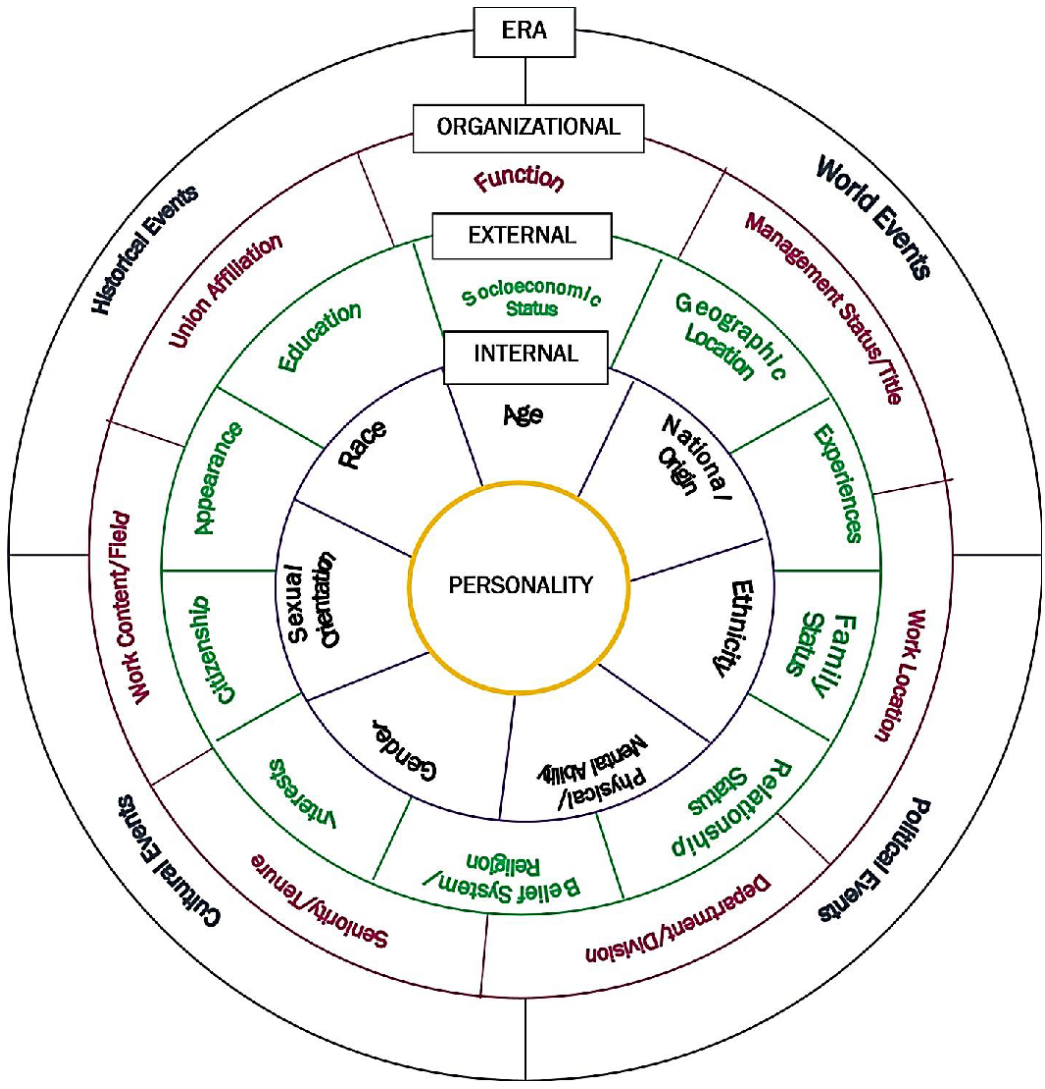 ERA
Historical Events
World Events
Political Events
Cultural Events
ORGANIZATIONAL
Function
Management Status/Title
Work Location
Department/Division
Seniority/Tenure
Work Content/Field
Union Affiliation
EXTERNAL
Socioeconomic
Status
Geographic
Location
Experiences
Family
Status
Relationship
Status
Belief System/
Religion
Interests
Citizenship
Appearance
Education
INTERNAL
Age
National
Origin
Ethnicity
Physical/
Mental Ability
Gender
Sexual
Orientation
Race
PERSONALITY